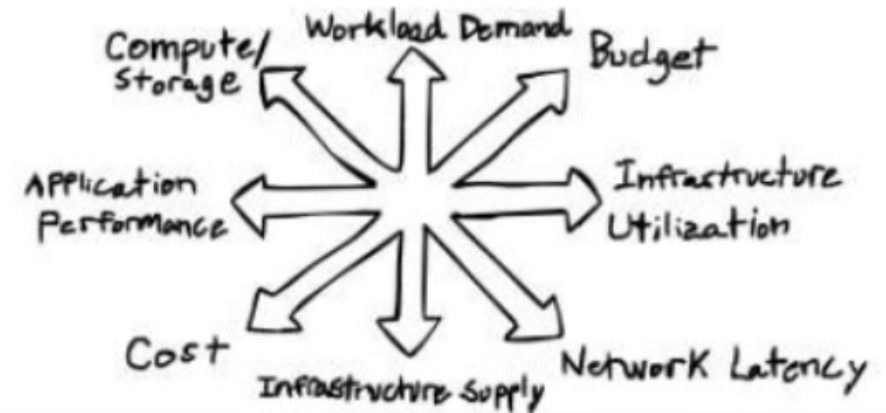 Workload Demand
Compute/
Storage
Budget
Application
Performance
Infrastructure
Utilization
Cost
Infrastructure Supply
Network Latency